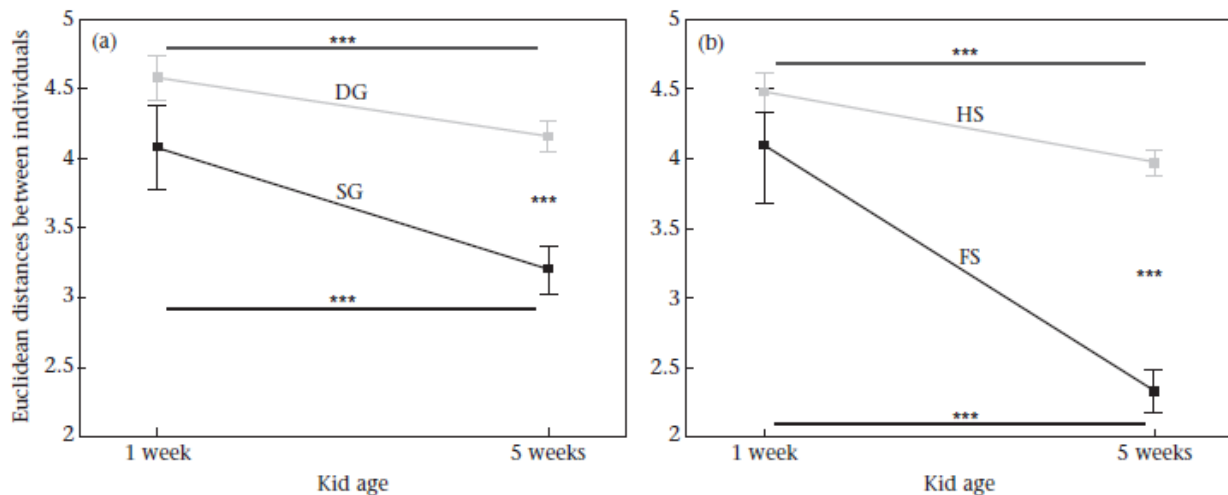 Euclidean distances between individuals
(a)
5
4.5
4
3.5
3
2.5
2
***
DG
SG
***
***
1 week
5 weeks
Kid age
(b)
5
4.5
4
3.5
3
2.5
2
***
HS
FS
***
***
1 week
5 weeks
Kid age